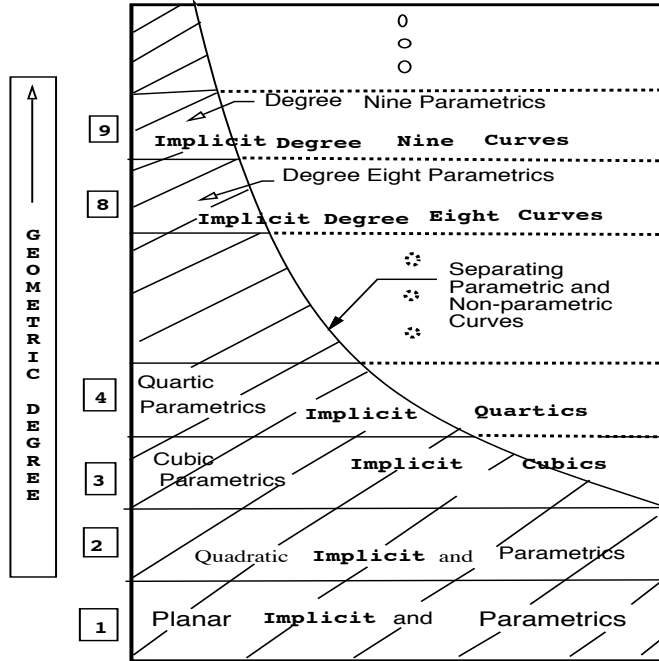 9
Degree Nine Parametrics
Implicit Degree Nine Curves
8
Degree Eight Parametrics
Implicit Degree Eight Curves
GEOMETRIC DEGREE
Separating
Parametric and
Non-parametric
Curves
4
Quartic
Parametrics
Implicit Quartics
3
Cubic
Parametrics
Implicit Cubics
2
Quadratic Implicit and Parametrics
1
Planar Implicit and Parametrics